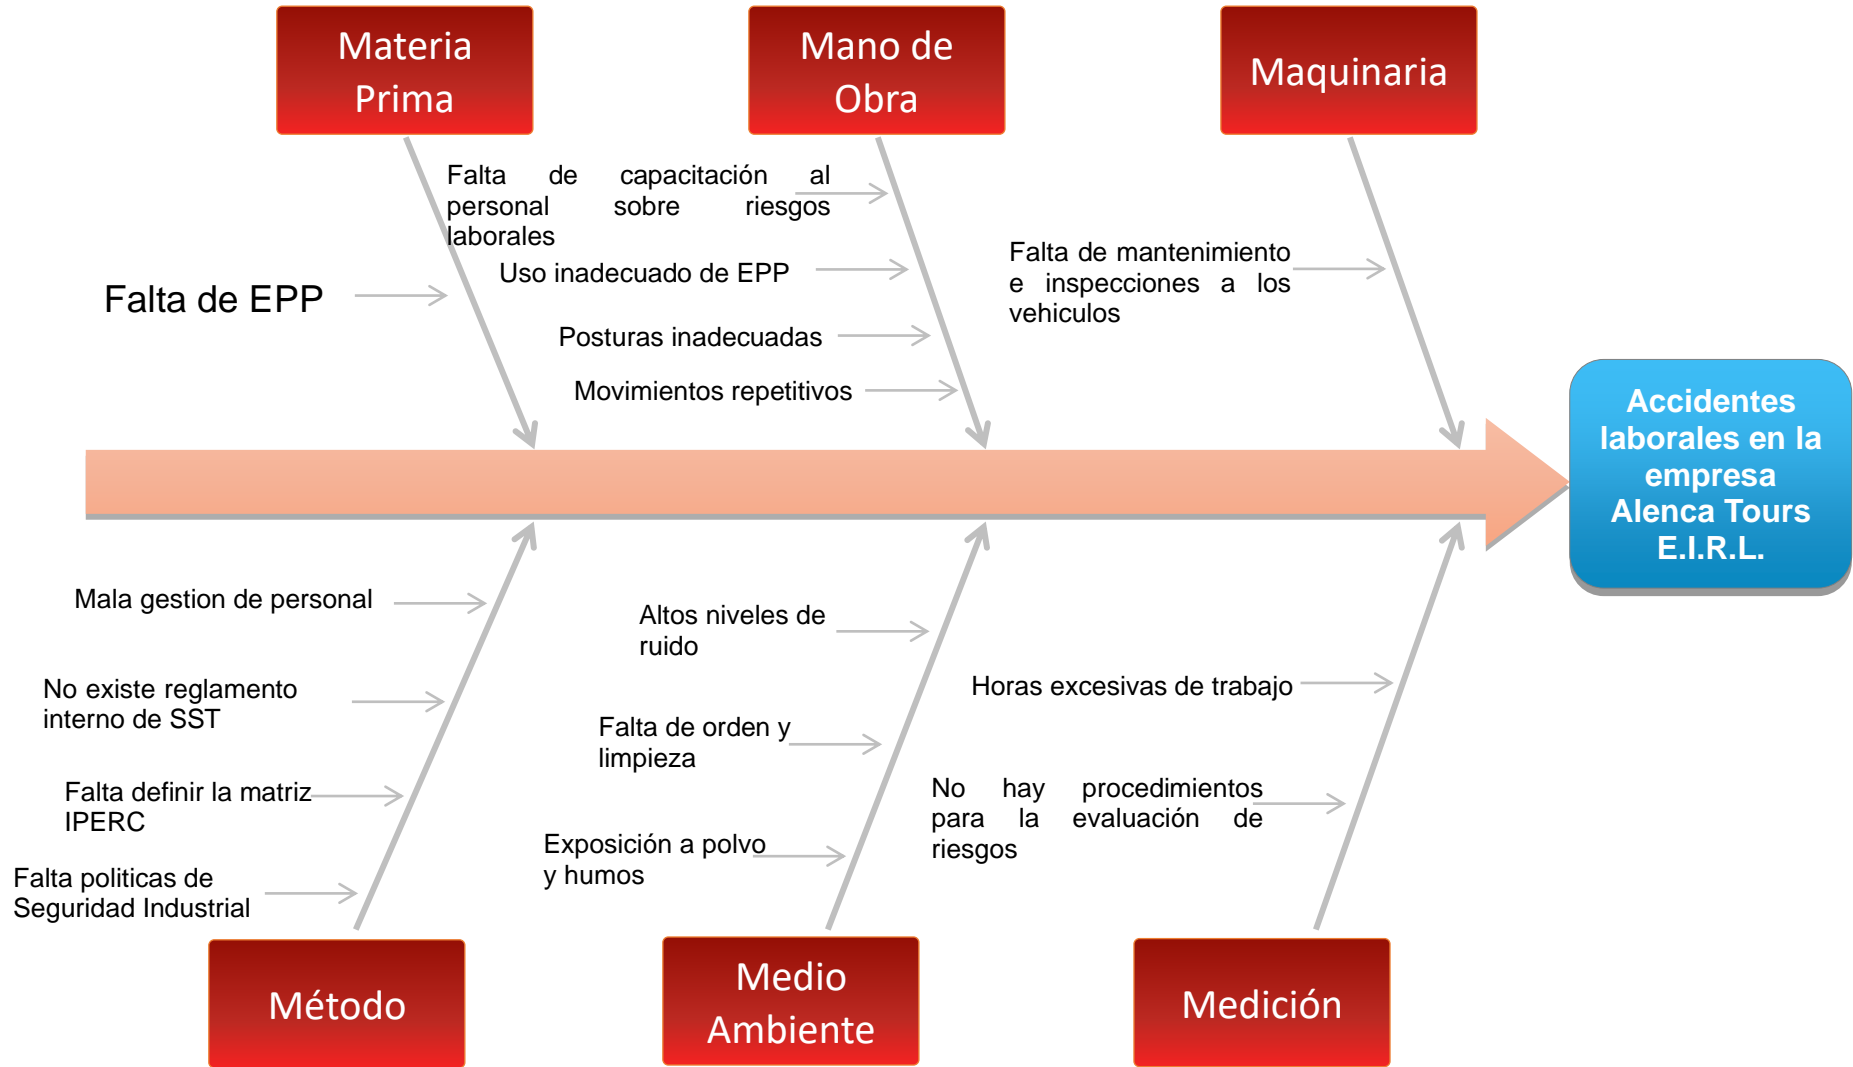 Materia
Prima
Mano de
Obra
Maquinaria
Falta de capacitación al
personal sobre riesgos
laborales
Uso inadecuado de EPP
Falta de EPP
Posturas inadecuadas
Movimientos repetitivos
Falta de mantenimiento
e inspecciones a los
vehiculos
Accidentes
laborales en la
empresa
Alenca Tours
E.I.R.L.
Mala gestion de personal
No existe reglamento
interno de SST
Falta definir la matriz
IPERC
Falta politicas de
Seguridad Industrial
Altos niveles de
ruido
Falta de orden y
limpieza
Exposición a polvo
y humos
Horas excesivas de trabajo
No hay procedimientos
para la evaluación de
riesgos
Método
Medio
Ambiente
Medición